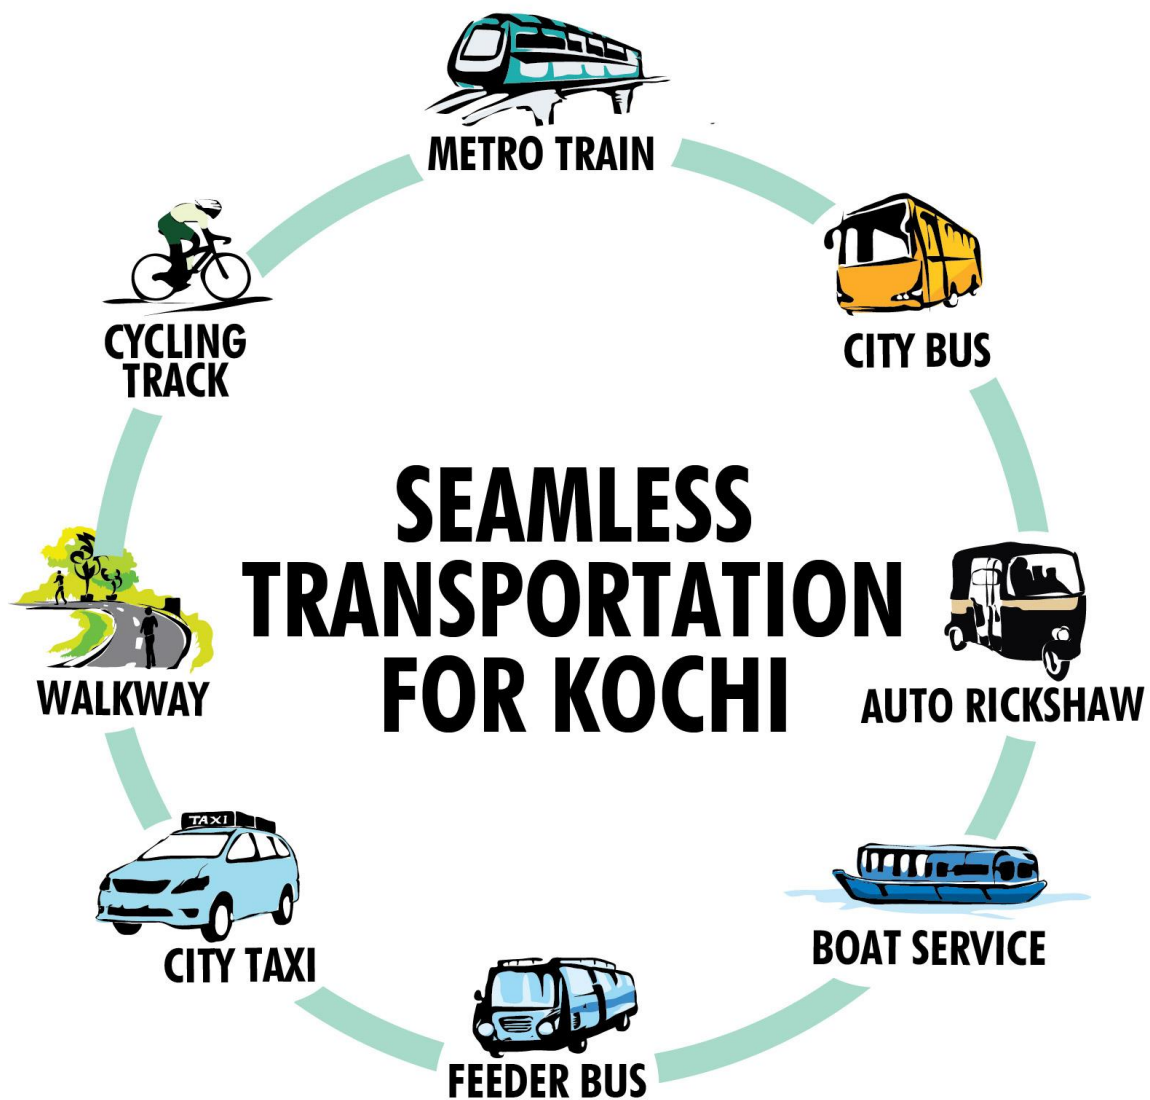 METRO TRAIN
CITY BUS
CYCLING
TRACK
SEAMLESS
TRANSPORTATION
FOR KOCHI
WALKWAY
AUTO RICKSHAW
TAXI
CITY TAXI
BOAT SERVICE
FEEDER BUS